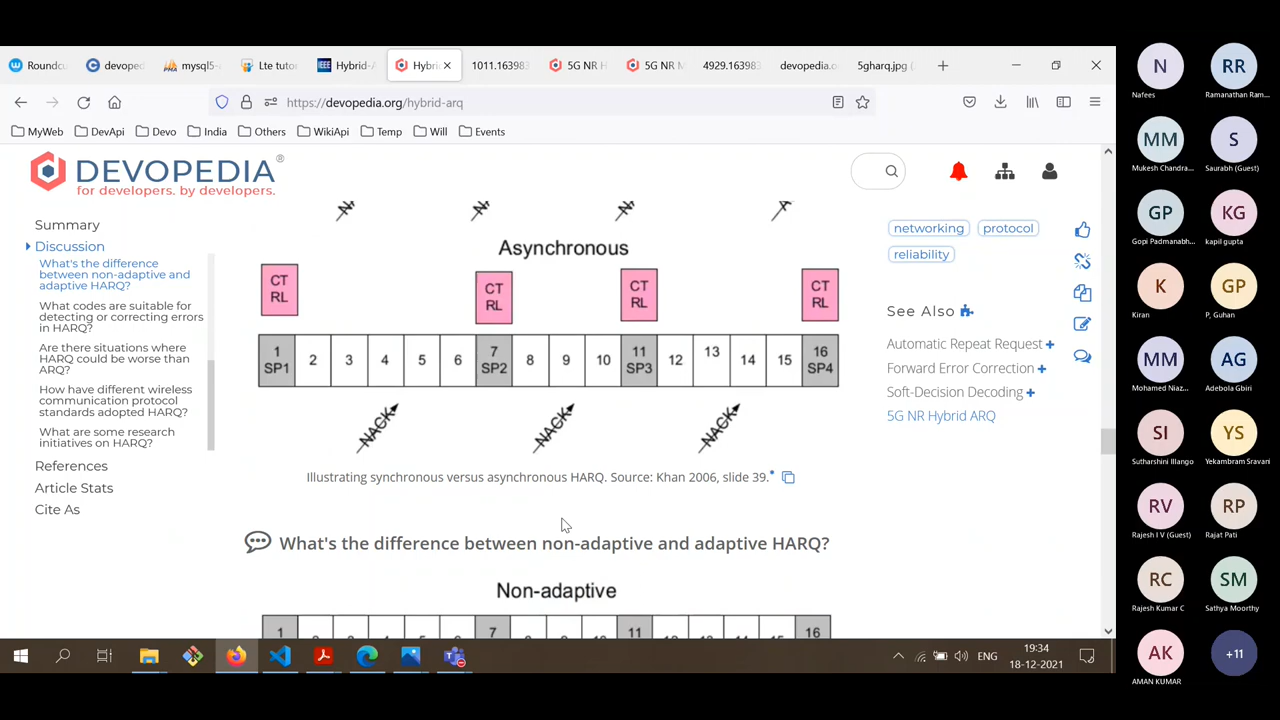 Roundcu
devoped
mysql5-
Lte tuto
Hybrid-A
Hybri
1011.16398
5G NR H
5G NR M
4929.16398
devopedia.o
5gharq.jpg (
https://devopedia.org/hybrid-arq
MyWeb
DevApi
Devo
India
Others
WikiApi
Temp
Will
Events
DEVOPEDIA ®
for developers. by developers.
Summary
Discussion
What's the difference
between non-adaptive and
adaptive HARQ?
What codes are suitable for
detecting or correcting errors
in HARQ?
Are there situations where
HARQ could be worse than
ARQ?
How have different wireless
communication protocol
standards adopted HARQ?
What are some research
initiatives on HARQ?
References
Article Stats
Cite As
Asynchronous
CT
RL
CT
RL
CT
RL
CT
RL
1
SP1
2
3
4
5
6
7
SP2
8
9
10
11
SP3
12
13
14
15
16
SP4
NACK
NACK
NACK
Illustrating synchronous versus asynchronous HARQ. Source: Khan 2006, slide 39.
What's the difference between non-adaptive and adaptive HARQ?
Non-adaptive
1
7
11
16
networking
protocol
reliability
See Also
Automatic Repeat Request
Forward Error Correction
Soft-Decision Decoding
5G NR Hybrid ARQ
ENG
19:34
18-12-2021
N
Nafees
RR
Ramanathan Ram...
MM
Mukesh Chandra...
S
Saurabh (Guest)
GP
Gopi Padmanabh...
KG
kapil gupta
K
Kiran
GP
P, Guhan
MM
Mohamed Niaz...
AG
Adebola Gbiri
SI
Sutharshini Illango
YS
Yekambram Sravani
RV
Rajesh I V (Guest)
RP
Rajat Pati
RC
Rajesh Kumar C
SM
Sathya Moorthy
AK
AMAN KUMAR
+11